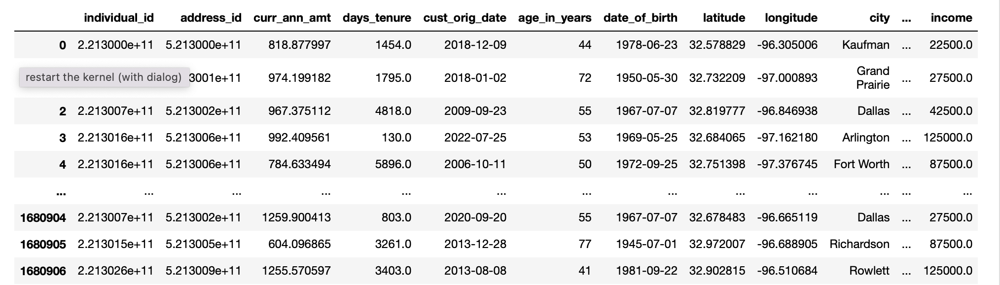 individual_id address_id curr_ann_amt days_tenure cust_orig_date age_in_years date_of_birth latitude longitude city ... income
0 2.213000e+11 5.213000e+11 818.877997 1454.0 2018-12-09 44 1978-06-23 32.578829 -96.305006 Kaufman ... 22500.0
restart the kernel (with dialog) 3001e+11 974.199182 1795.0 2018-01-02 72 1950-05-30 32.732209 -97.000893 Grand Prairie ... 27500.0
2 2.213007e+11 5.213002e+11 967.375112 4818.0 2009-09-23 55 1967-07-07 32.819777 -96.846938 Dallas ... 42500.0
3 2.213016e+11 5.213006e+11 992.409561 130.0 2022-07-25 53 1969-05-25 32.684065 -97.162180 Arlington ... 125000.0
4 2.213016e+11 5.213006e+11 784.633494 5896.0 2006-10-11 50 1972-09-25 32.751398 -97.376745 Fort Worth ... 87500.0
... ... ... ... ... ... ... ... ... ... ... ... ...
1680904 2.213007e+11 5.213002e+11 1259.900413 803.0 2020-09-20 55 1967-07-07 32.678483 -96.665119 Dallas ... 27500.0
1680905 2.213015e+11 5.213005e+11 604.096865 3261.0 2013-12-28 77 1945-07-01 32.972007 -96.688905 Richardson ... 87500.0
1680906 2.213026e+11 5.213009e+11 1255.570597 3403.0 2013-08-08 41 1981-09-22 32.902815 -96.510684 Rowlett ... 125000.0